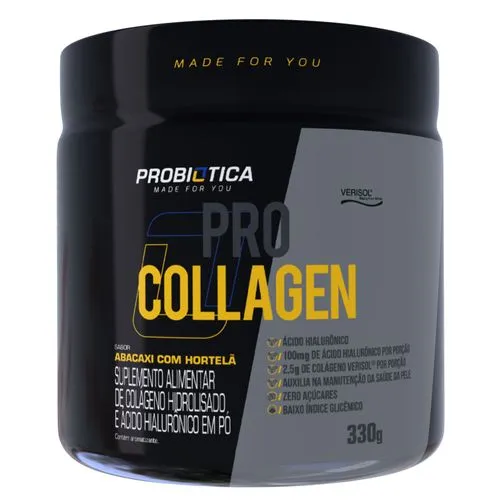 MADE FOR YOU
PROBIOTICA
MADE FOR YOU
VERISOL®
PRO
COLLAGEN
SABOR
ABACAXI COM HORTELÃ
SUPLEMENTO ALIMENTAR
DE COLÁGENO HIDROLISADO
E ÁCIDO HIALURÔNICO EM PÓ
Contém aromatizante.
ÁCIDO HIALURÔNICO
100mg DE ÁCIDO HIALURÔNICO POR PORÇÃO
2,5g DE COLÁGENO VERISOL® POR PORÇÃO
AUXILIA NA MANUTENÇÃO DA SAÚDE DA PELE
ZERO AÇÚCARES
BAIXO ÍNDICE GLICÊMICO
330g